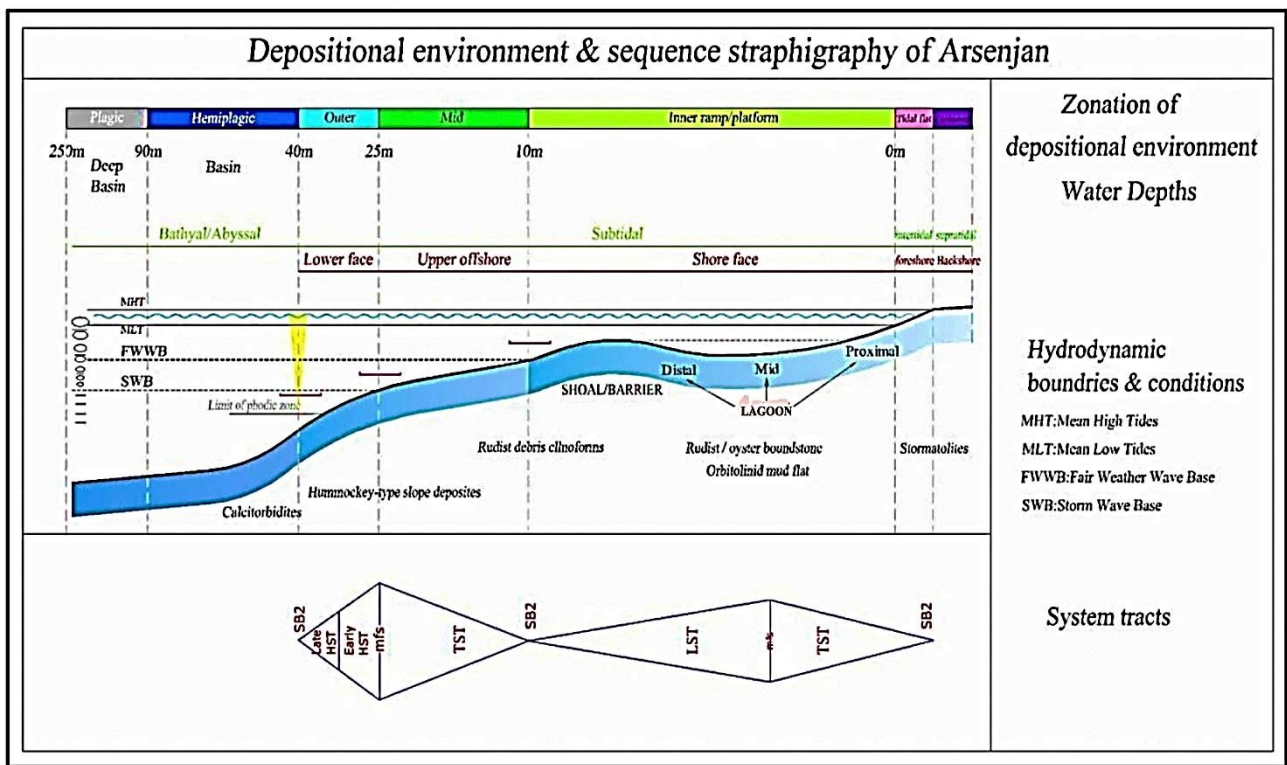 Depositional environment & sequence straphigraphy of Arsenjan
Plagic Hemiplagic Outer Mid Inner ramp/platform Tidal flat
250m 90m 40m 25m 10m 0m
Deep Basin
Basin
Bathyal/Abyssal Subtidal supratidal
Lower face Upper offshore Shore face foreshore Backshore
MHT
MLT
FWWB
SWB
Limit of phodic zone
Distal Mid Proximal
SHOAL/BARRIER
LAGOON
Rudist debris clinoforms
Rudist / oyster boundstone
Orbitolinid mud flat
Stormatolites
Hummockey-type slope deposites
Calcitorbidites
SB2 Late HST Early HST mfs TST SB2 LST mfs TST SB2
Zonation of
depositional environment
Water Depths
Hydrodynamic
boundries & conditions
MHT:Mean High Tides
MLT:Mean Low Tides
FWWB:Fair Weather Wave Base
SWB:Storm Wave Base
System tracts